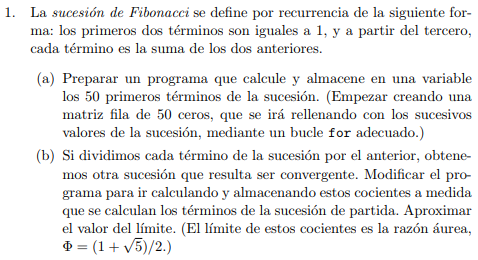 1. La sucesión de Fibonacci se define por recurrencia de la siguiente for-
ma: los primeros dos términos son iguales a 1, y a partir del tercero,
cada término es la suma de los dos anteriores.
(a) Preparar un programa que calcule y almacene en una variable
los 50 primeros términos de la sucesión. (Empezar creando una
matriz fila de 50 ceros, que se irá rellenando con los sucesivos
valores de la sucesión, mediante un bucle for adecuado.)
(b) Si dividimos cada término de la sucesión por el anterior, obtene-
mos otra sucesión que resulta ser convergente. Modificar el pro-
grama para ir calculando y almacenando estos cocientes a medida
que se calculan los términos de la sucesión de partida. Aproximar
el valor del límite. (El límite de estos cocientes es la razón áurea,
Φ = (1 + √5)/2.)